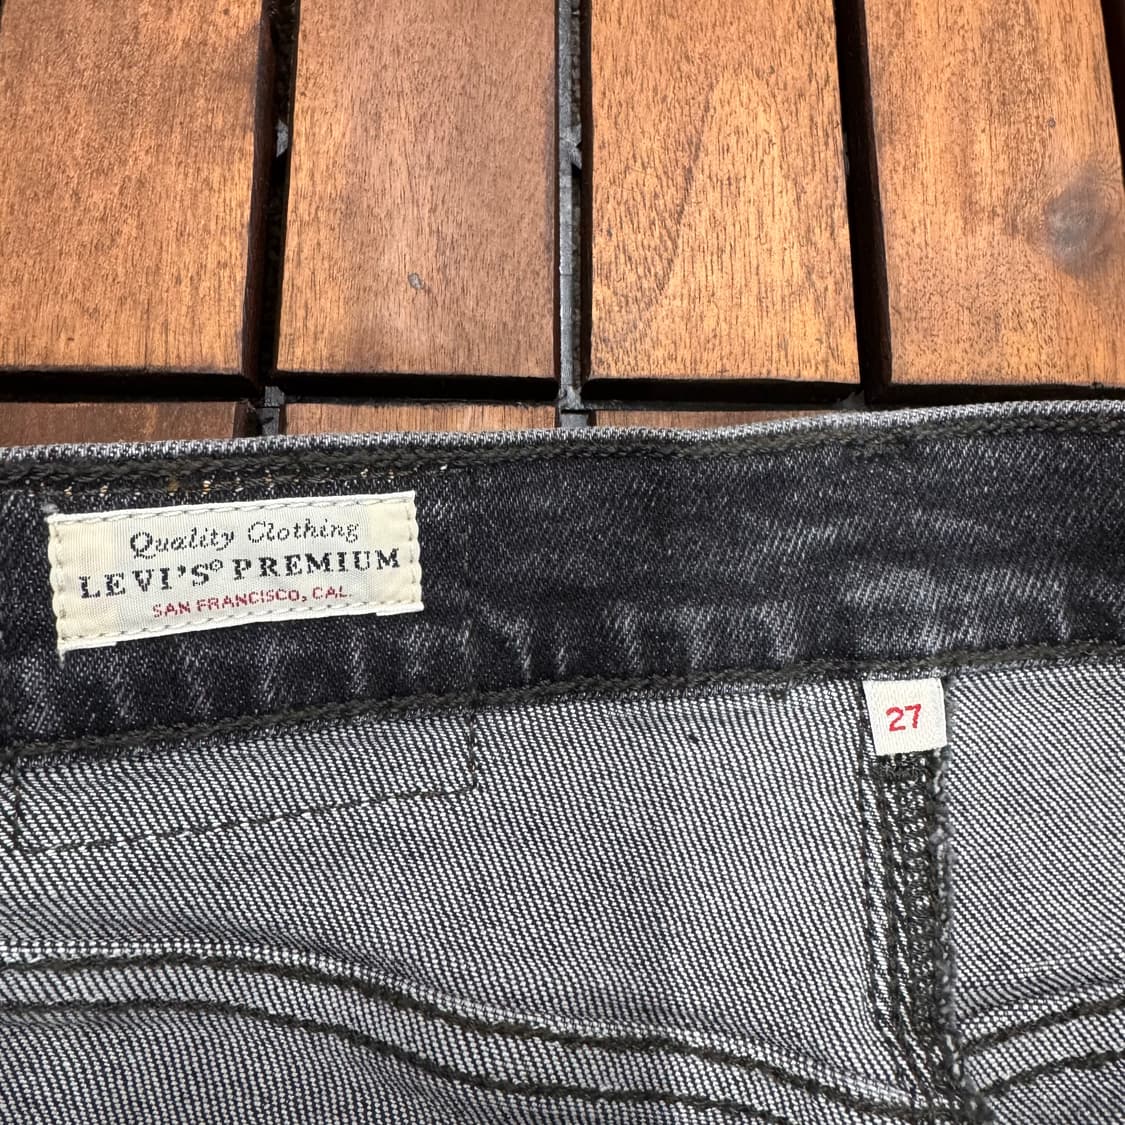 Quality Clothing
LEVI'S® PREMIUM
SAN FRANCISCO, CAL.
27